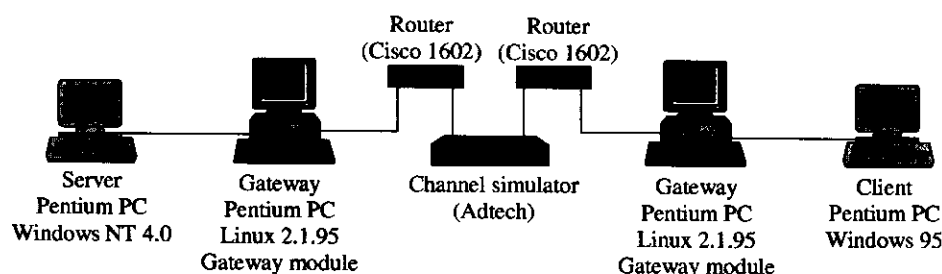 Router
(Cisco 1602)
Router
(Cisco 1602)
Server
Pentium PC
Windows NT 4.0
Gateway
Pentium PC
Linux 2.1.95
Gateway module
Channel simulator
(Adtech)
Gateway
Pentium PC
Linux 2.1.95
Gateway module
Client
Pentium PC
Windows 95